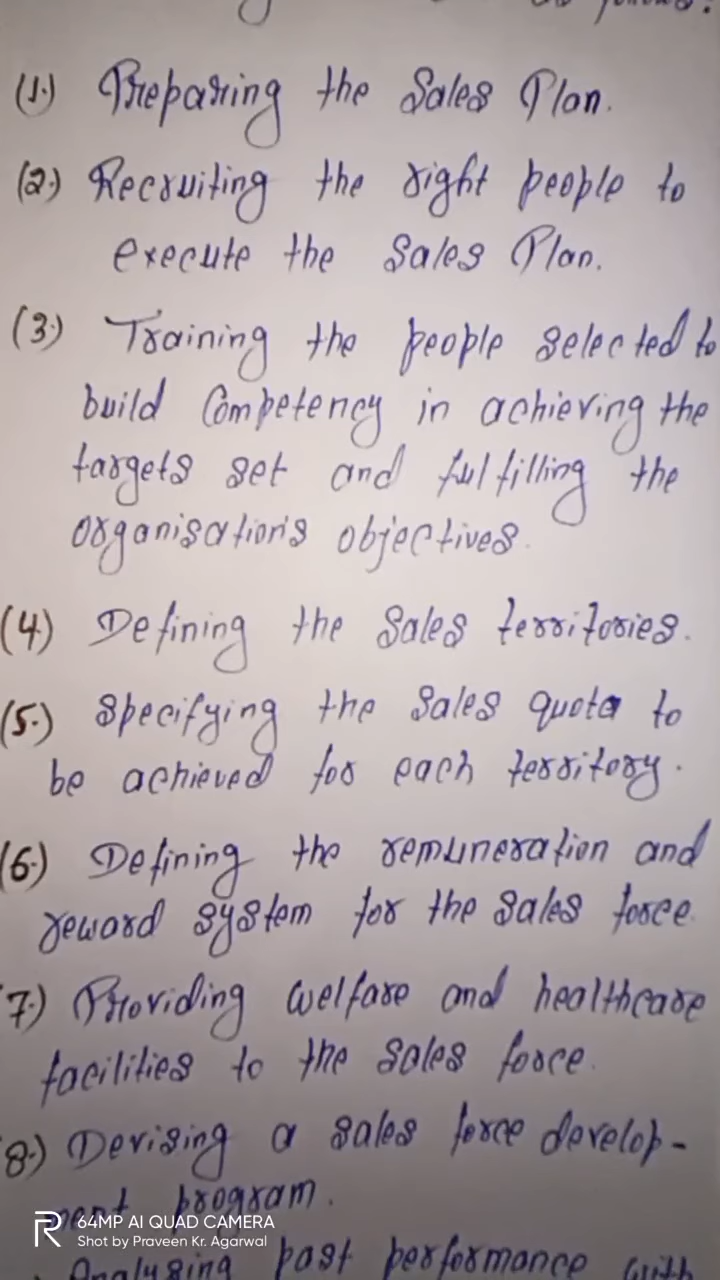 as follows:
(1.) Preparing the Sales Plan.
(2.) Recruiting the right people to
execute the Sales Plan.
(3.) Training the people selected to
build Competency in achieving the
targets set and fulfilling the
organisation's objectives.
(4) Defining the Sales territories.
(5.) Specifying the Sales quota to
be achieved for each territory.
(6.) Defining the remuneration and
reward system for the sales force.
7.) Providing welfare and healthcare
facilities to the sales force.
8.) Devising a sales force develop-
ment program.
64MP AI QUAD CAMERA
Shot by Praveen Kr. Agarwal
Analysing past performance with